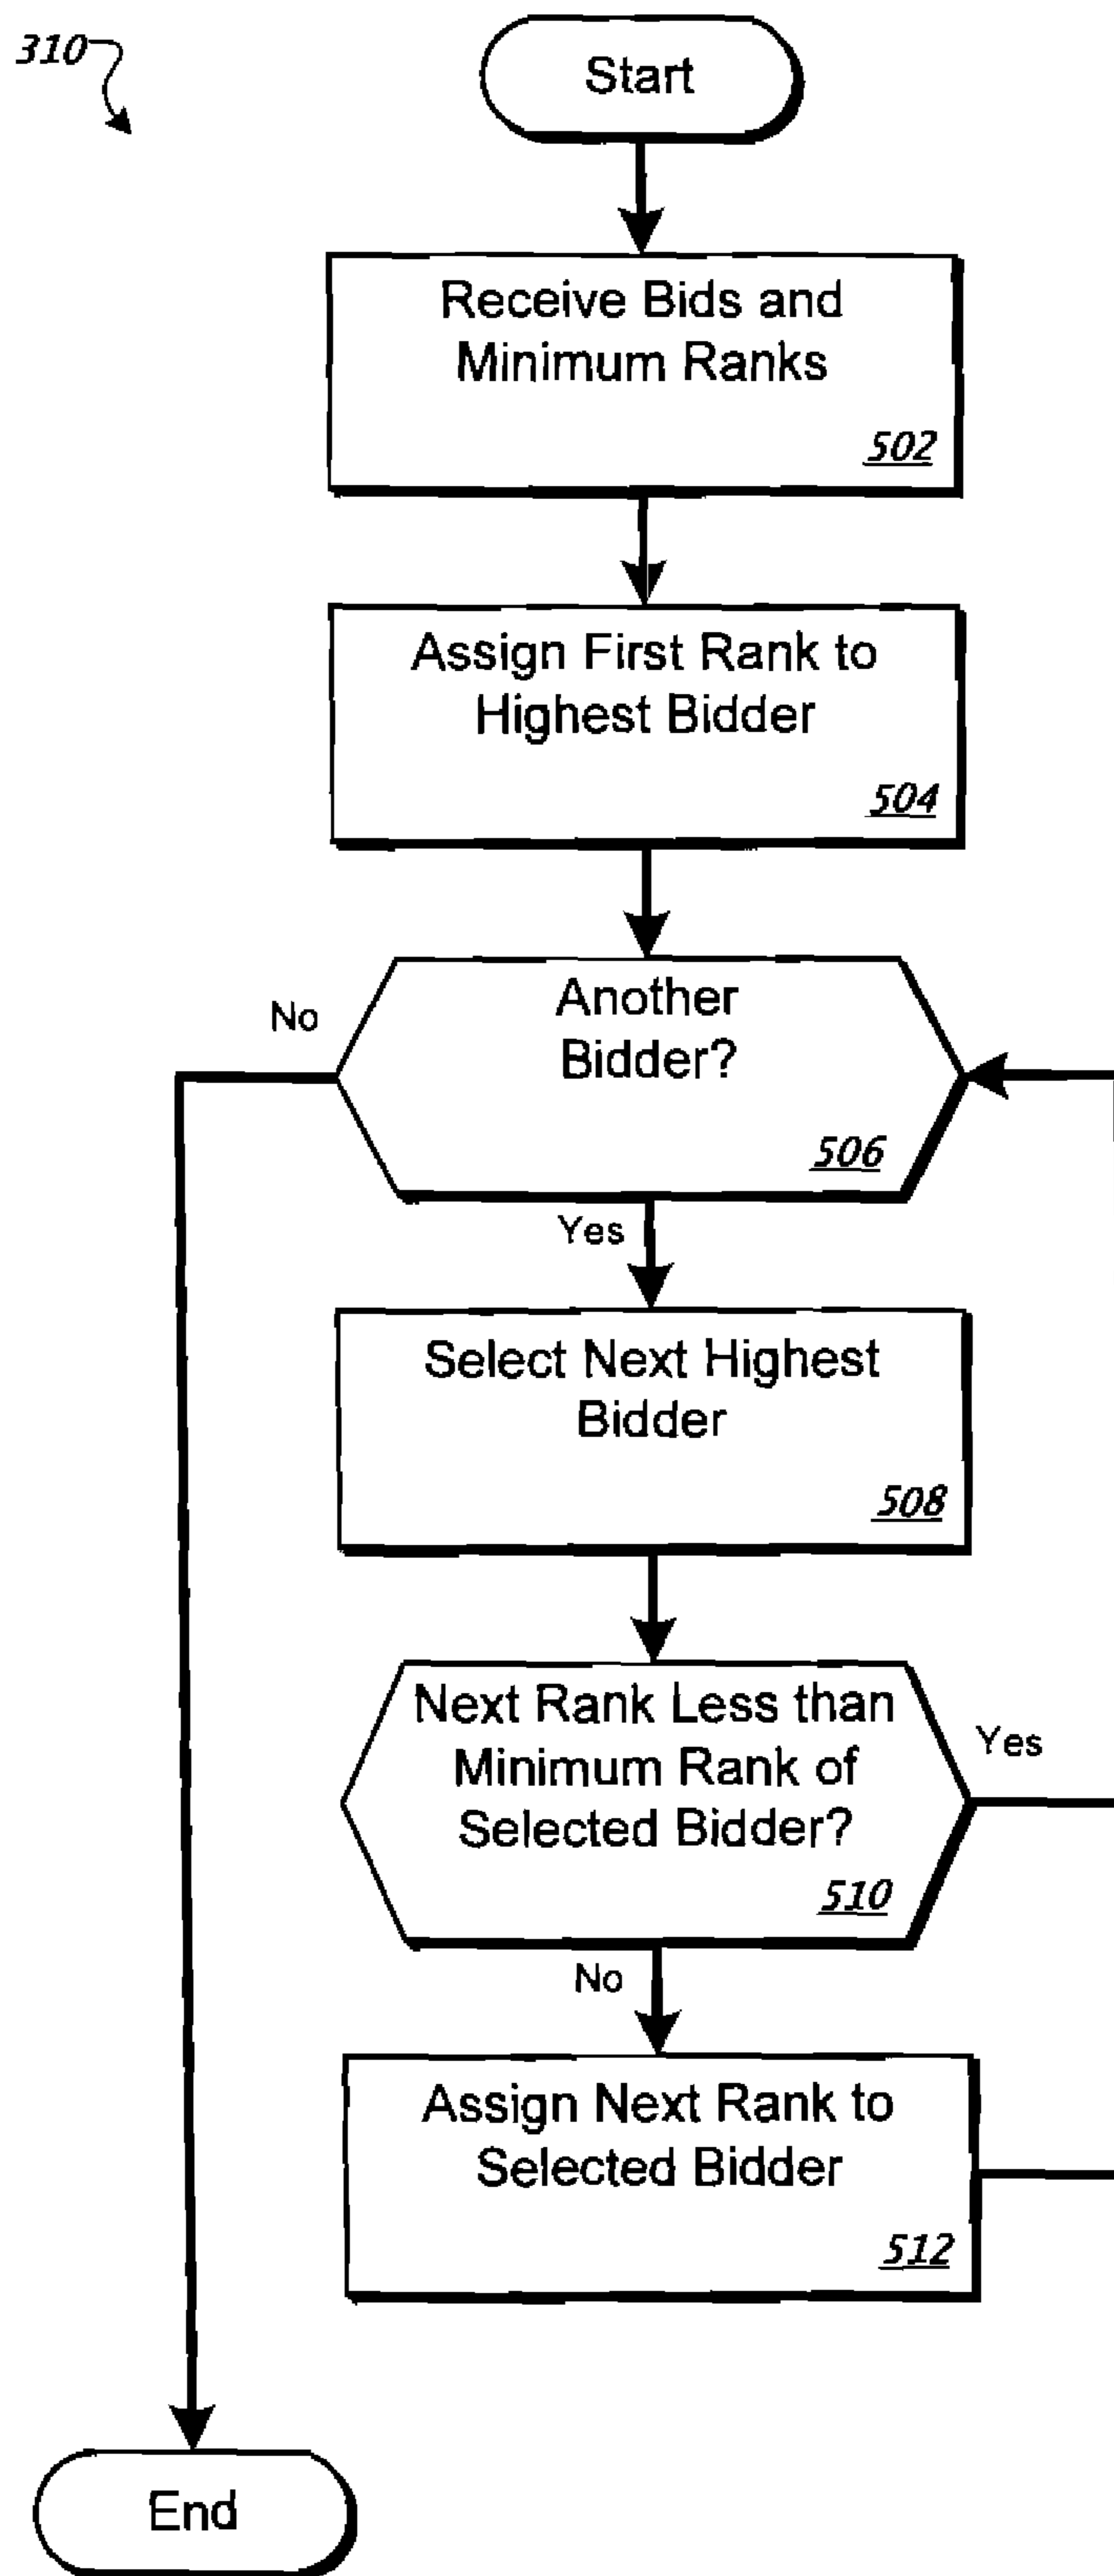 310
Start
Receive Bids and
Minimum Ranks
502
Assign First Rank to
Highest Bidder
504
No
Another
Bidder?
506
Yes
Select Next Highest
Bidder
508
Next Rank Less than
Minimum Rank of
Selected Bidder?
Yes
510
No
Assign Next Rank to
Selected Bidder
512
End